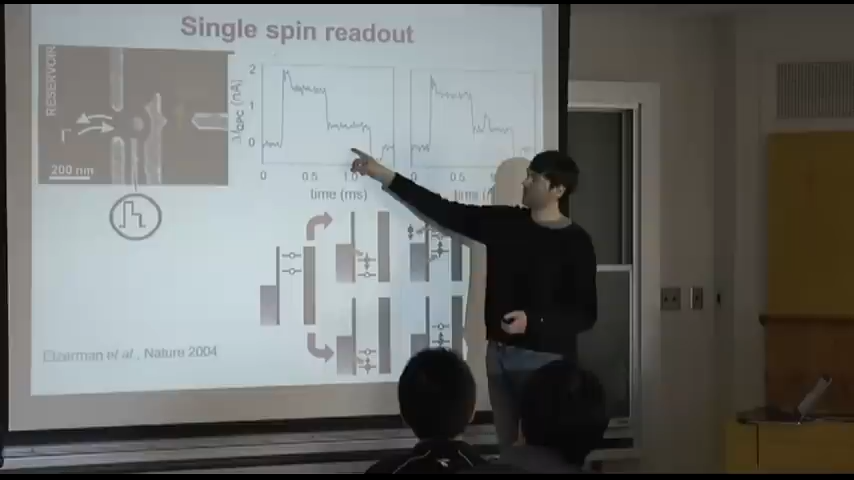 Single spin readout
RESERVOIR
Γ
200 nm
2
1
0
0
0.5
1.0
time (ms)
0
0.5
time (
Elzerman et al., Nature 2004